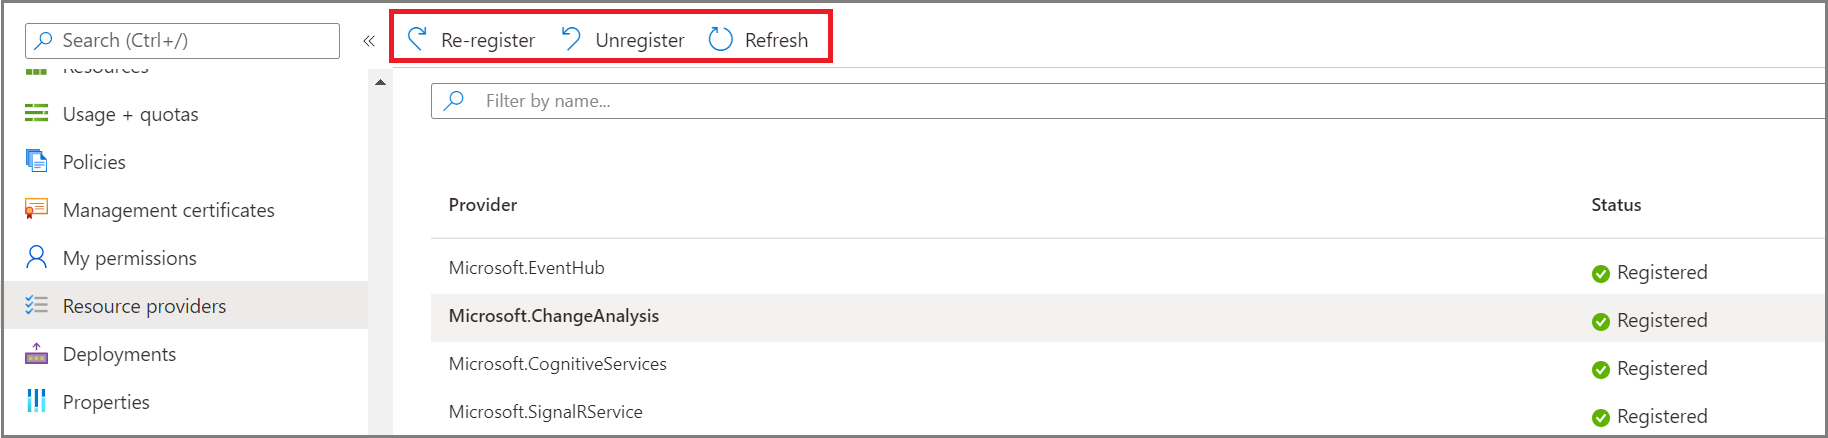 Search (Ctrl+/)
«
Re-register
Unregister
Refresh
Resources
Usage + quotas
Policies
Management certificates
My permissions
Resource providers
Deployments
Properties
Filter by name...
Provider
Status
Microsoft.EventHub
Registered
Microsoft.ChangeAnalysis
Registered
Microsoft.CognitiveServices
Registered
Microsoft.SignalRService
Registered